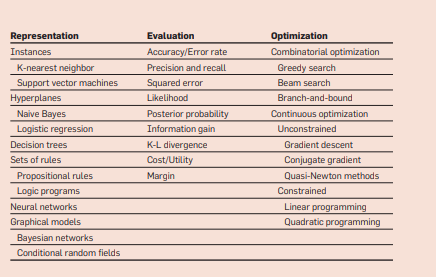 Representation Evaluation Optimization
Instances Accuracy/Error rate Combinatorial optimization
K-nearest neighbor Precision and recall Greedy search
Support vector machines Squared error Beam search
Hyperplanes Likelihood Branch-and-bound
Naive Bayes Posterior probability Continuous optimization
Logistic regression Information gain Unconstrained
Decision trees K-L divergence Gradient descent
Sets of rules Cost/Utility Conjugate gradient
Propositional rules Margin Quasi-Newton methods
Logic programs Constrained
Neural networks Linear programming
Graphical models Quadratic programming
Bayesian networks
Conditional random fields